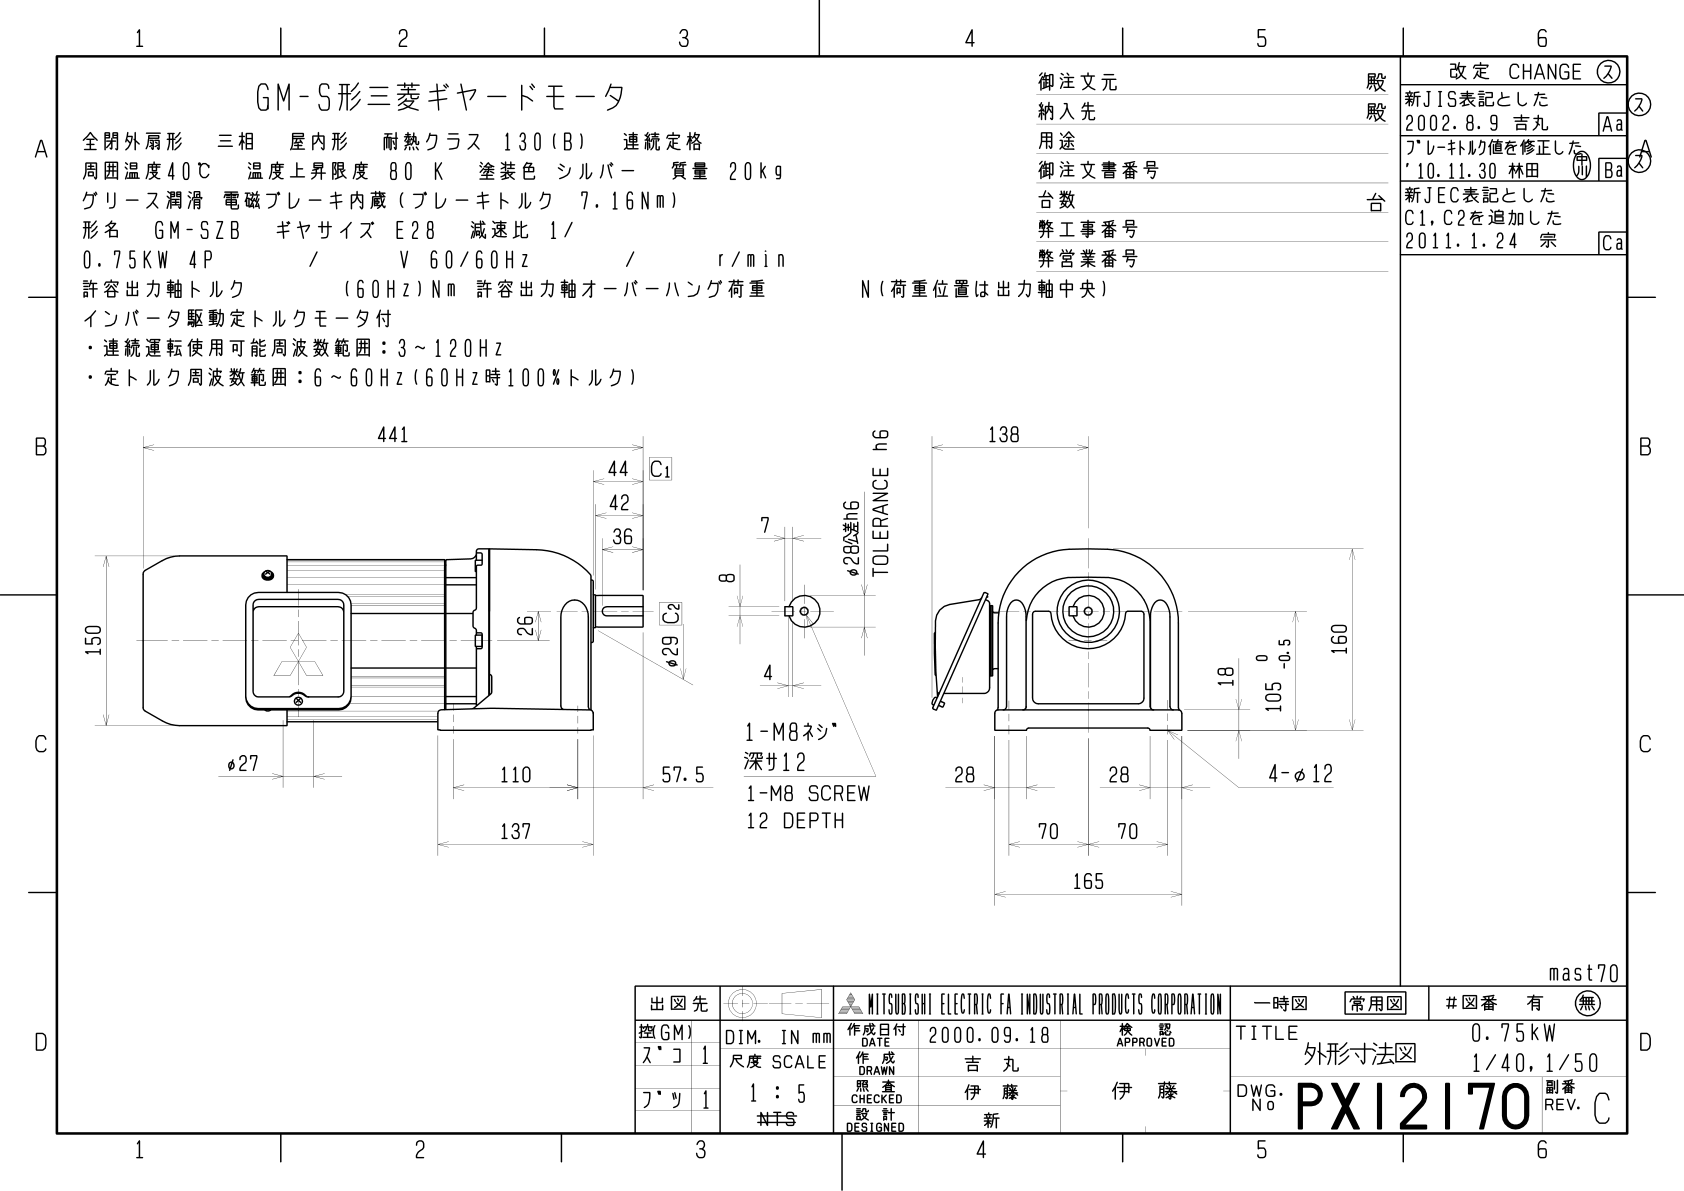 1 2 3 4 5 6
GM-S形三菱ギヤードモータ
全閉外扇形 三相 屋内形 耐熱クラス 130(B) 連続定格
周囲温度40℃ 温度上昇限度 80 K 塗装色 シルバー 質量 20kg
グリース潤滑 電磁ブレーキ内蔵(ブレーキトルク 7.16Nm)
形名 GM-SZB ギヤサイズ E28 減速比 1/
0.75KW 4P / V 60/60Hz / r/min
許容出力軸トルク (60Hz)Nm 許容出力軸オーバーハング荷重 N(荷重位置は出力軸中央)
インバータ駆動定トルクモータ付
・連続運転使用可能周波数範囲:3~120Hz
・定トルク周波数範囲:6~60Hz(60Hz時100%トルク)
御注文元 殿
納入先 殿
用途
御注文書番号
台数 台
弊工事番号
弊営業番号
改定 CHANGE ス
新JIS表記とした ス
2002.8.9 吉丸 Aa
ブレーキトルク値を修正した
'10.11.30 林田 中川 Ba ス
新JEC表記とした
C1,C2を追加した
2011.1.24 宗 Ca
A A
B B
C C
D D
441
44 C1
42
36
150
26
C2
φ29
φ27
110
57.5
137
7
8
4
φ28公差h6
TOLERANCE h6
1-M8ネジ
深サ12
1-M8 SCREW
12 DEPTH
138
18
105 0 -0.5
160
28 28
4-φ12
70 70
165
mast70
出図先
MITSUBISHI ELECTRIC FA INDUSTRIAL PRODUCTS CORPORATION
一時図 常用図 #図番 有 無
控(GM)
スﾞコ 1
フﾞツ 1
DIM. IN mm
尺度 SCALE
1 : 5
NTS
作成日付 DATE 2000.09.18
作成 DRAWN 吉丸
照査 CHECKED 伊藤
設計 DESIGNED 新
検認 APPROVED
伊藤
TITLE 0.75kW
外形寸法図 1/40,1/50
DWG. No PX12170
副番 REV. C
1 2 3 4 5 6